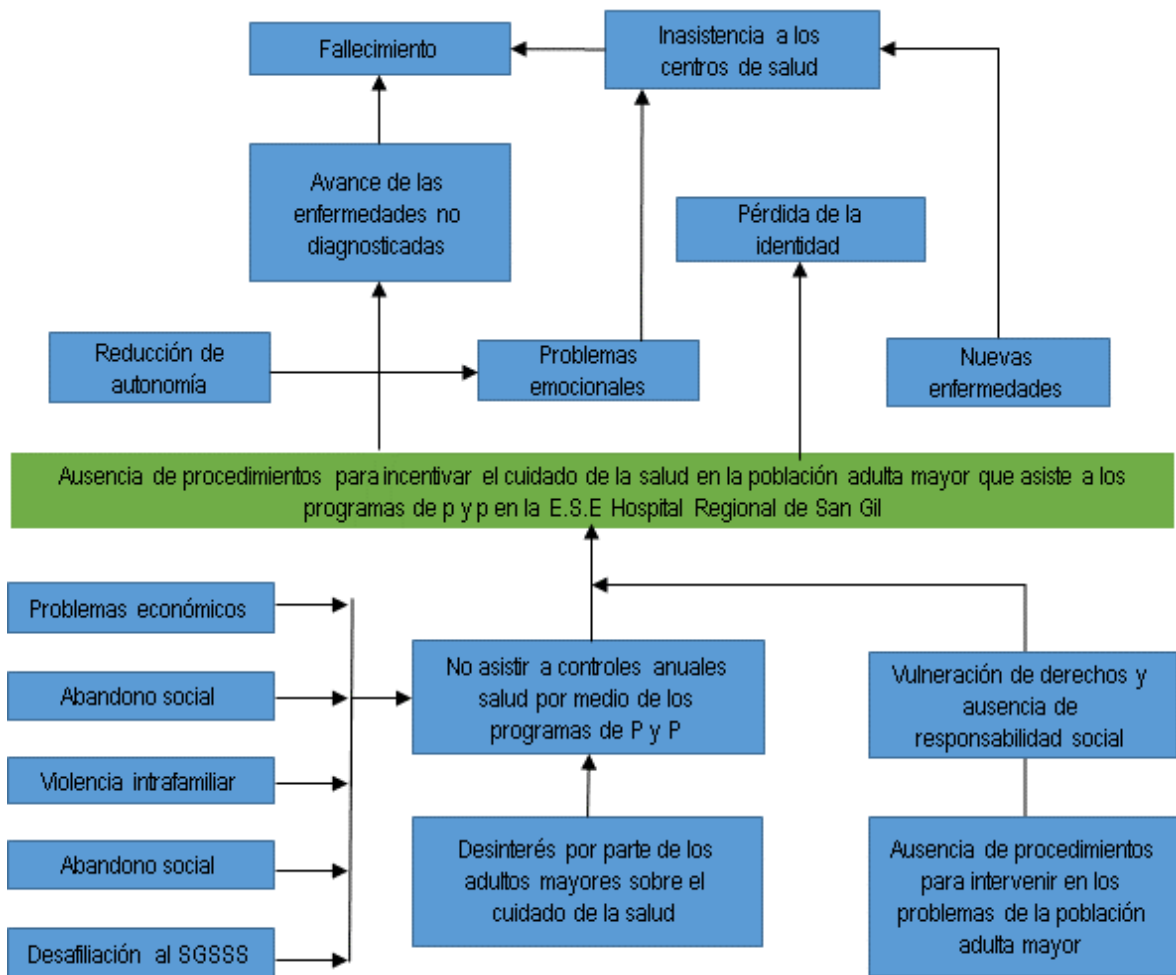 Fallecimiento
Inasistencia a los
centros de salud
Avance de las
enfermedades no
diagnosticadas
Pérdida de la
identidad
Reducción de
autonomía
Problemas
emocionales
Nuevas
enfermedades
Ausencia de procedimientos para incentivar el cuidado de la salud en la población adulta mayor que asiste a los
programas de p y p en la E.S.E Hospital Regional de San Gil
Problemas económicos
Abandono social
Violencia intrafamiliar
Abandono social
Desafiliación al SGSSS
No asistir a controles anuales
salud por medio de los
programas de P y P
Desinterés por parte de los
adultos mayores sobre el
cuidado de la salud
Vulneración de derechos y
ausencia de
responsabilidad social
Ausencia de procedimientos
para intervenir en los
problemas de la población
adulta mayor